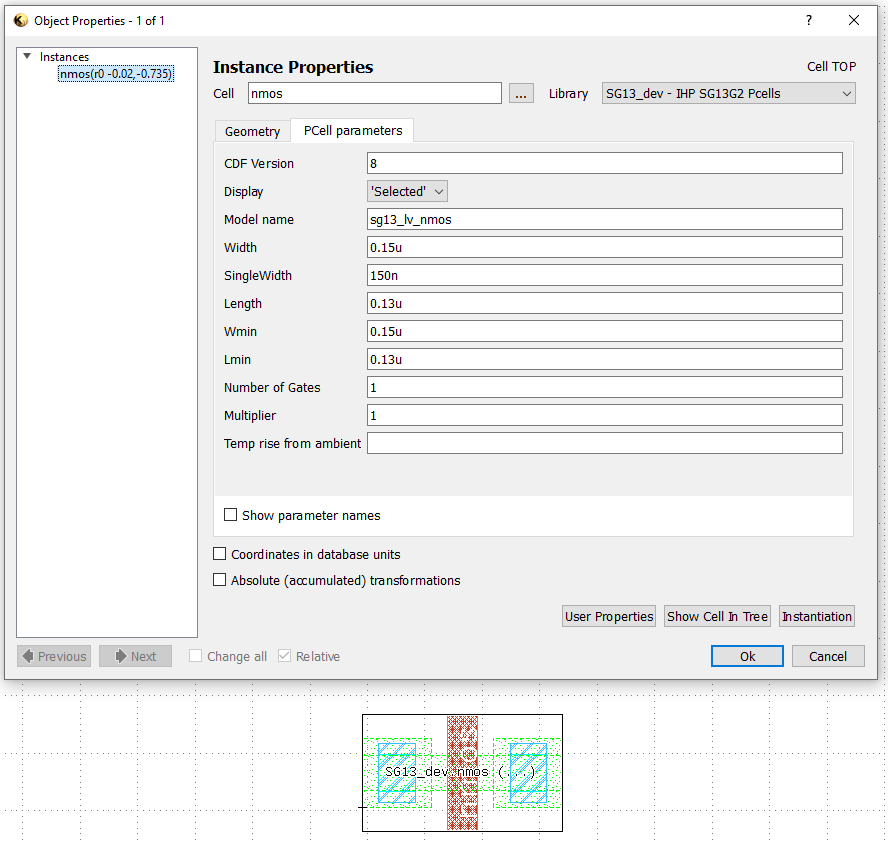 Object Properties - 1 of 1
?
Instances
nmos(r0 -0.02,-0.735)
Instance Properties
Cell TOP
Cell
nmos
...
Library
SG13_dev - IHP SG13G2 Pcells
Geometry
PCell parameters
CDF Version
8
Display
'Selected'
Model name
sg13_lv_nmos
Width
0.15u
SingleWidth
150n
Length
0.13u
Wmin
0.15u
Lmin
0.13u
Number of Gates
1
Multiplier
1
Temp rise from ambient
Show parameter names
Coordinates in database units
Absolute (accumulated) transformations
User Properties
Show Cell In Tree
Instantiation
Previous
Next
Change all
Relative
Ok
Cancel
SG13_dev.nmos (...)